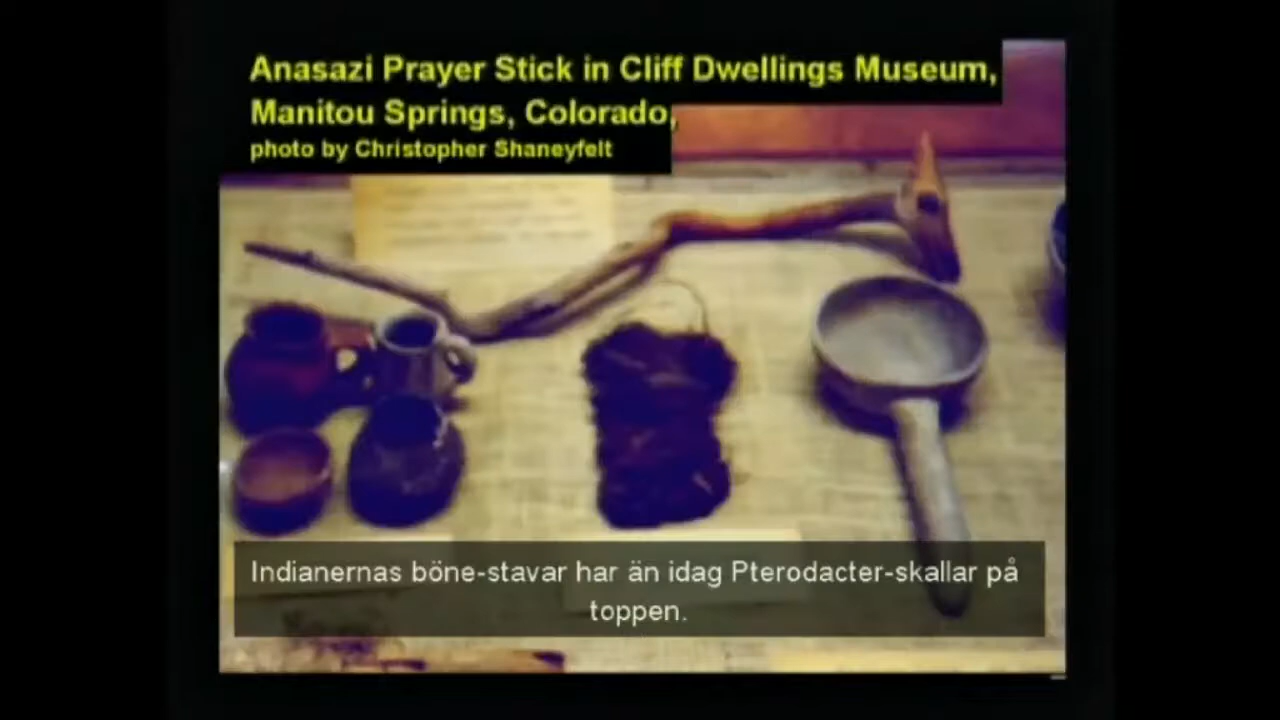 Anasazi Prayer Stick in Cliff Dwellings Museum,
Manitou Springs, Colorado,
photo by Christopher Shaneyfelt
Indianernas böne-stavar har än idag Pterodacter-skallar på
toppen.